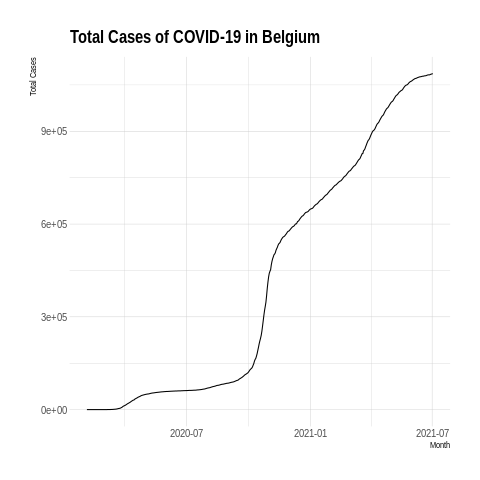 Total Cases of COVID-19 in Belgium
Total Cases
9e+05
6e+05
3e+05
0e+00
2020-07 2021-01 2021-07
Month